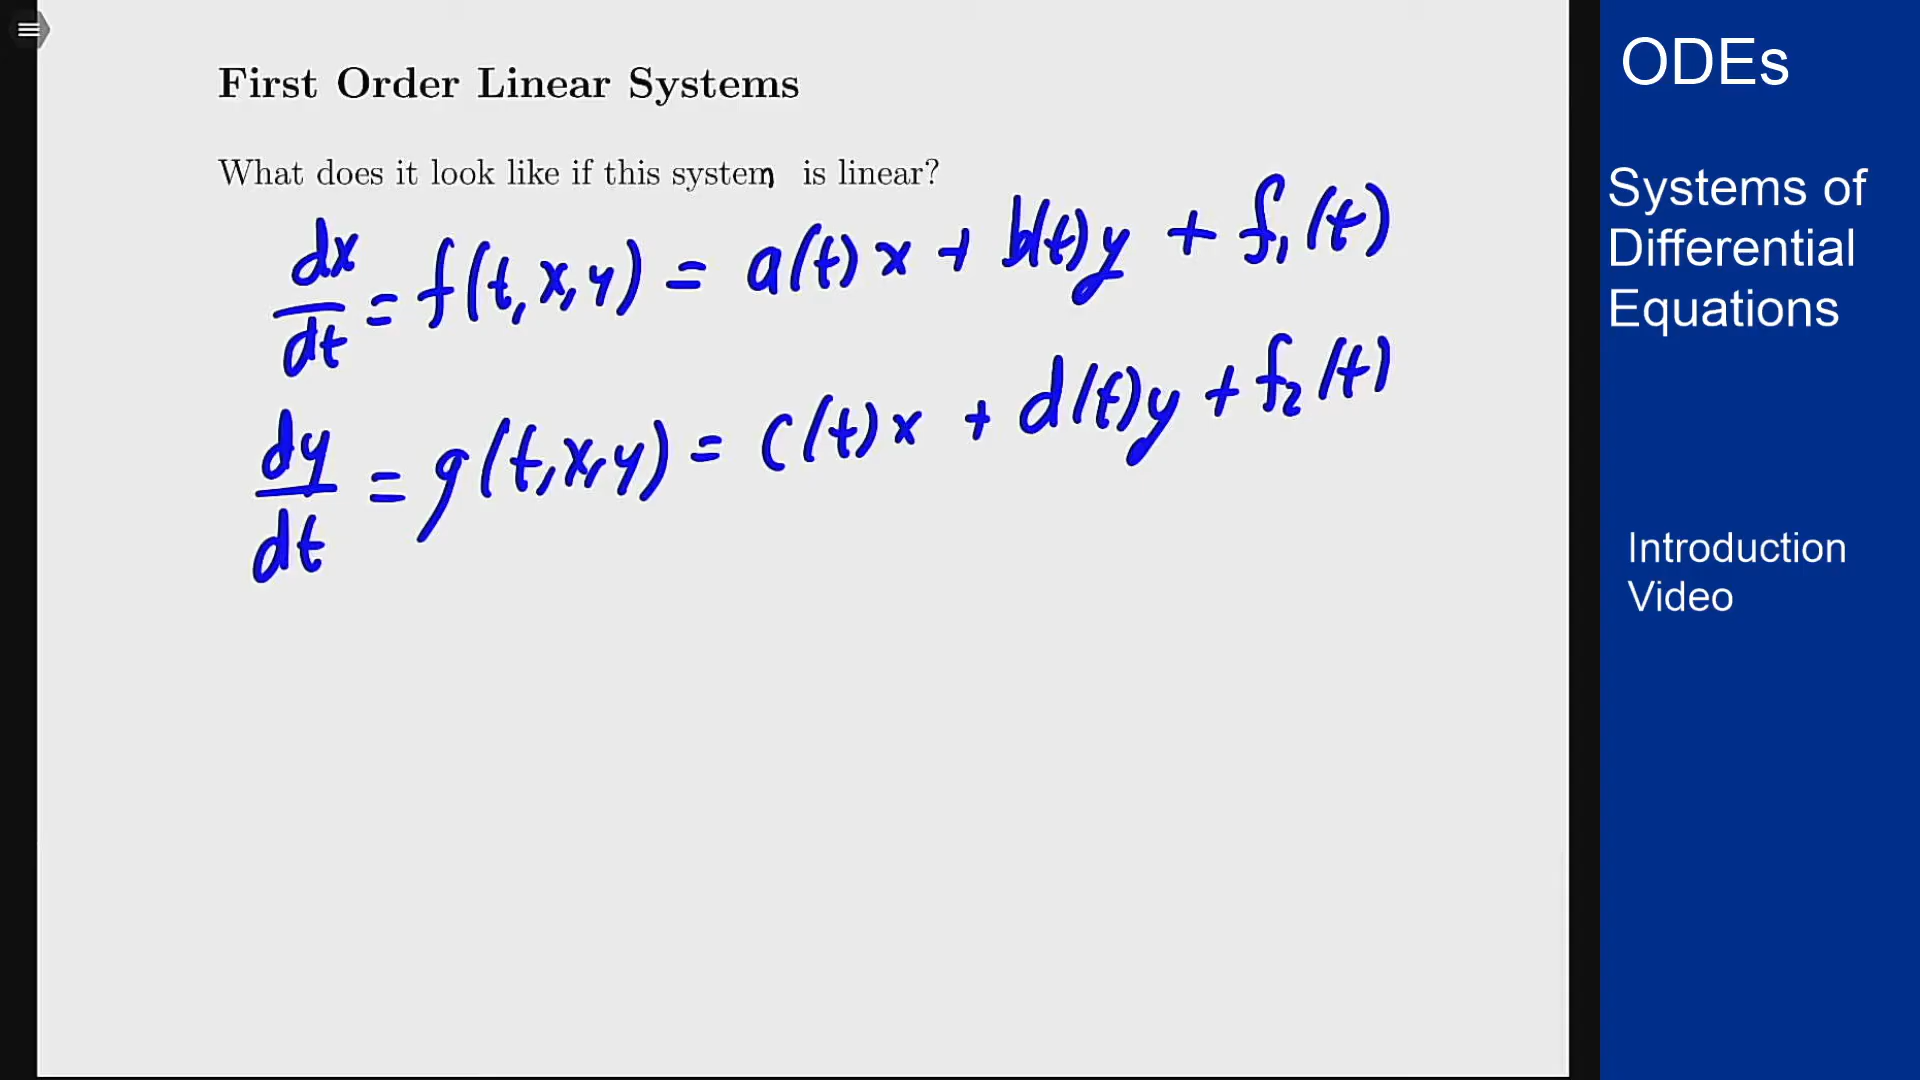 First Order Linear Systems
What does it look like if this system is linear?
dx/dt = f(t, x, y) = a(t)x + b(t)y + f₁(t)
dy/dt = g(t, x, y) = c(t)x + d(t)y + f₂(t)
ODEs
Systems of
Differential
Equations
Introduction
Video